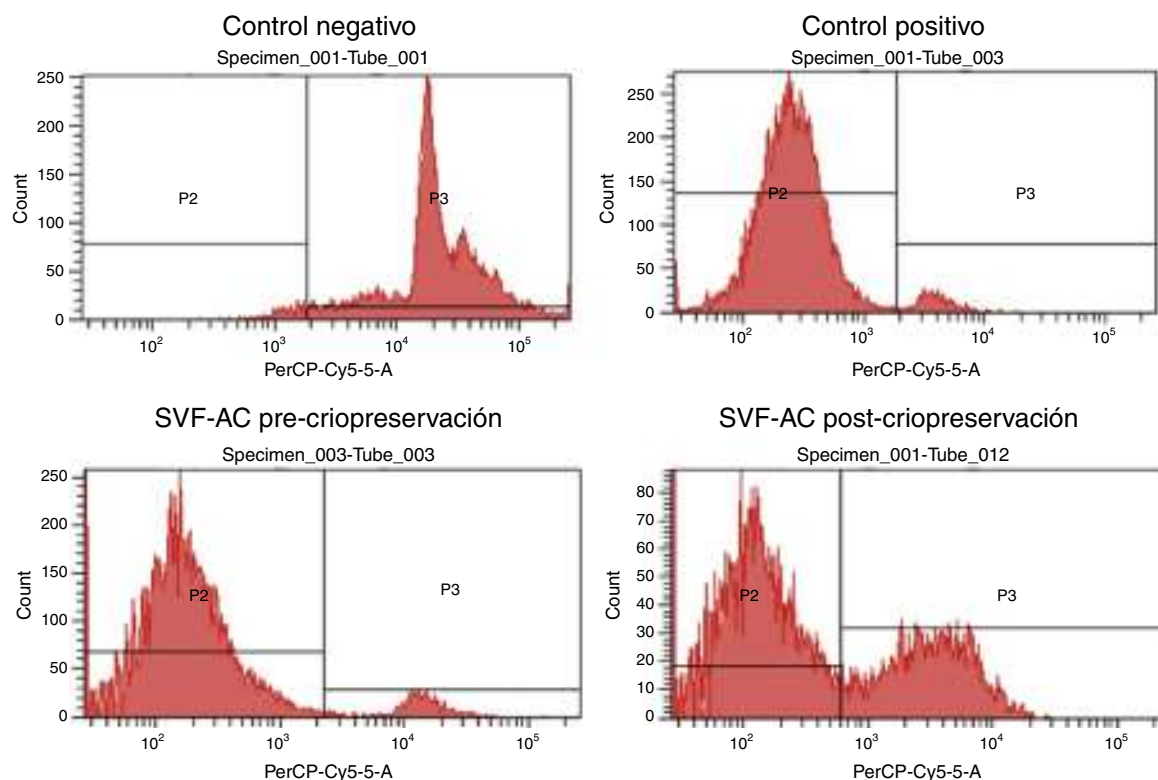 Control negativo
Specimen_001-Tube_001
250
200
150
100
50
0
Count
P2
P3
10² 10³ 10⁴ 10⁵
PerCP-Cy5-5-A
Control positivo
Specimen_001-Tube_003
250
200
150
100
50
0
Count
P2
P3
10² 10³ 10⁴ 10⁵
PerCP-Cy5-5-A
SVF-AC pre-criopreservación
Specimen_003-Tube_003
250
200
150
100
50
0
Count
P2
P3
10² 10³ 10⁴ 10⁵
PerCP-Cy5-5-A
SVF-AC post-criopreservación
Specimen_001-Tube_012
80
70
60
50
40
30
20
10
0
Count
P2
P3
10² 10³ 10⁴ 10⁵
PerCP-Cy5-5-A